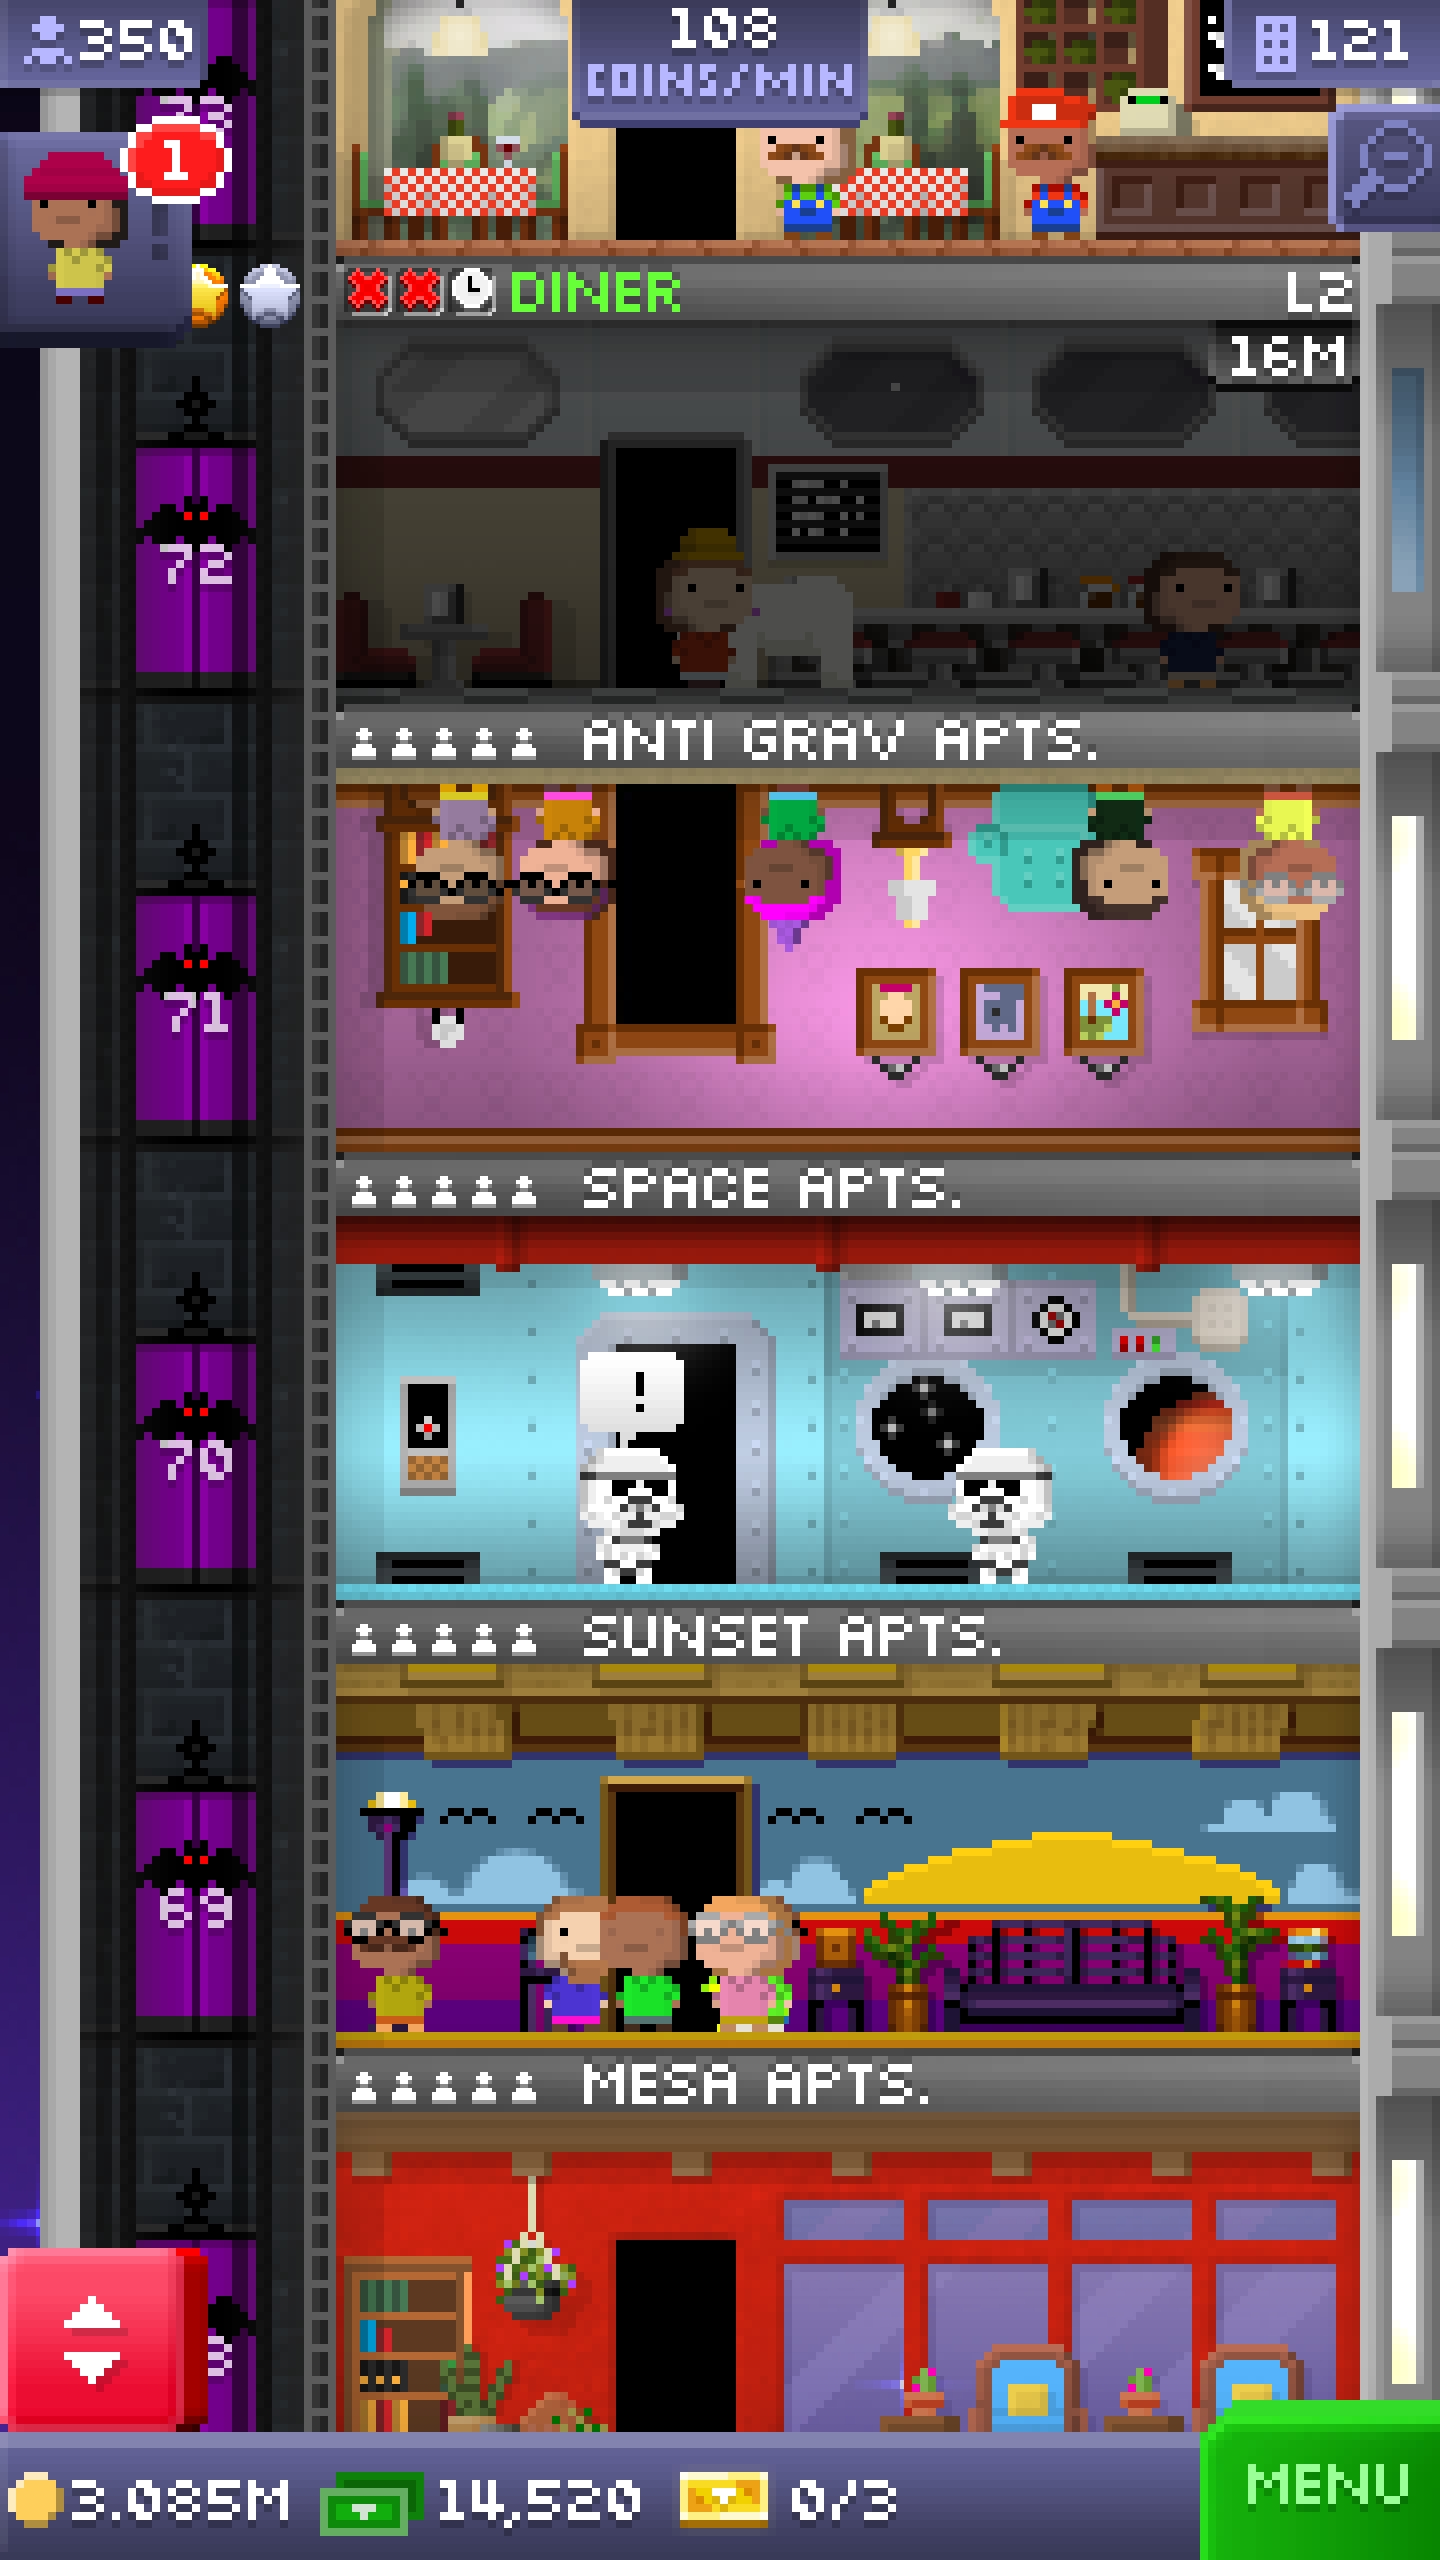 350
108
COINS/MIN
121
1
73
DINER
L2
16M
72
ANTI GRAV APTS.
71
SPACE APTS.
!
70
SUNSET APTS.
69
MESA APTS.
3.085M
14,520
0/3
MENU